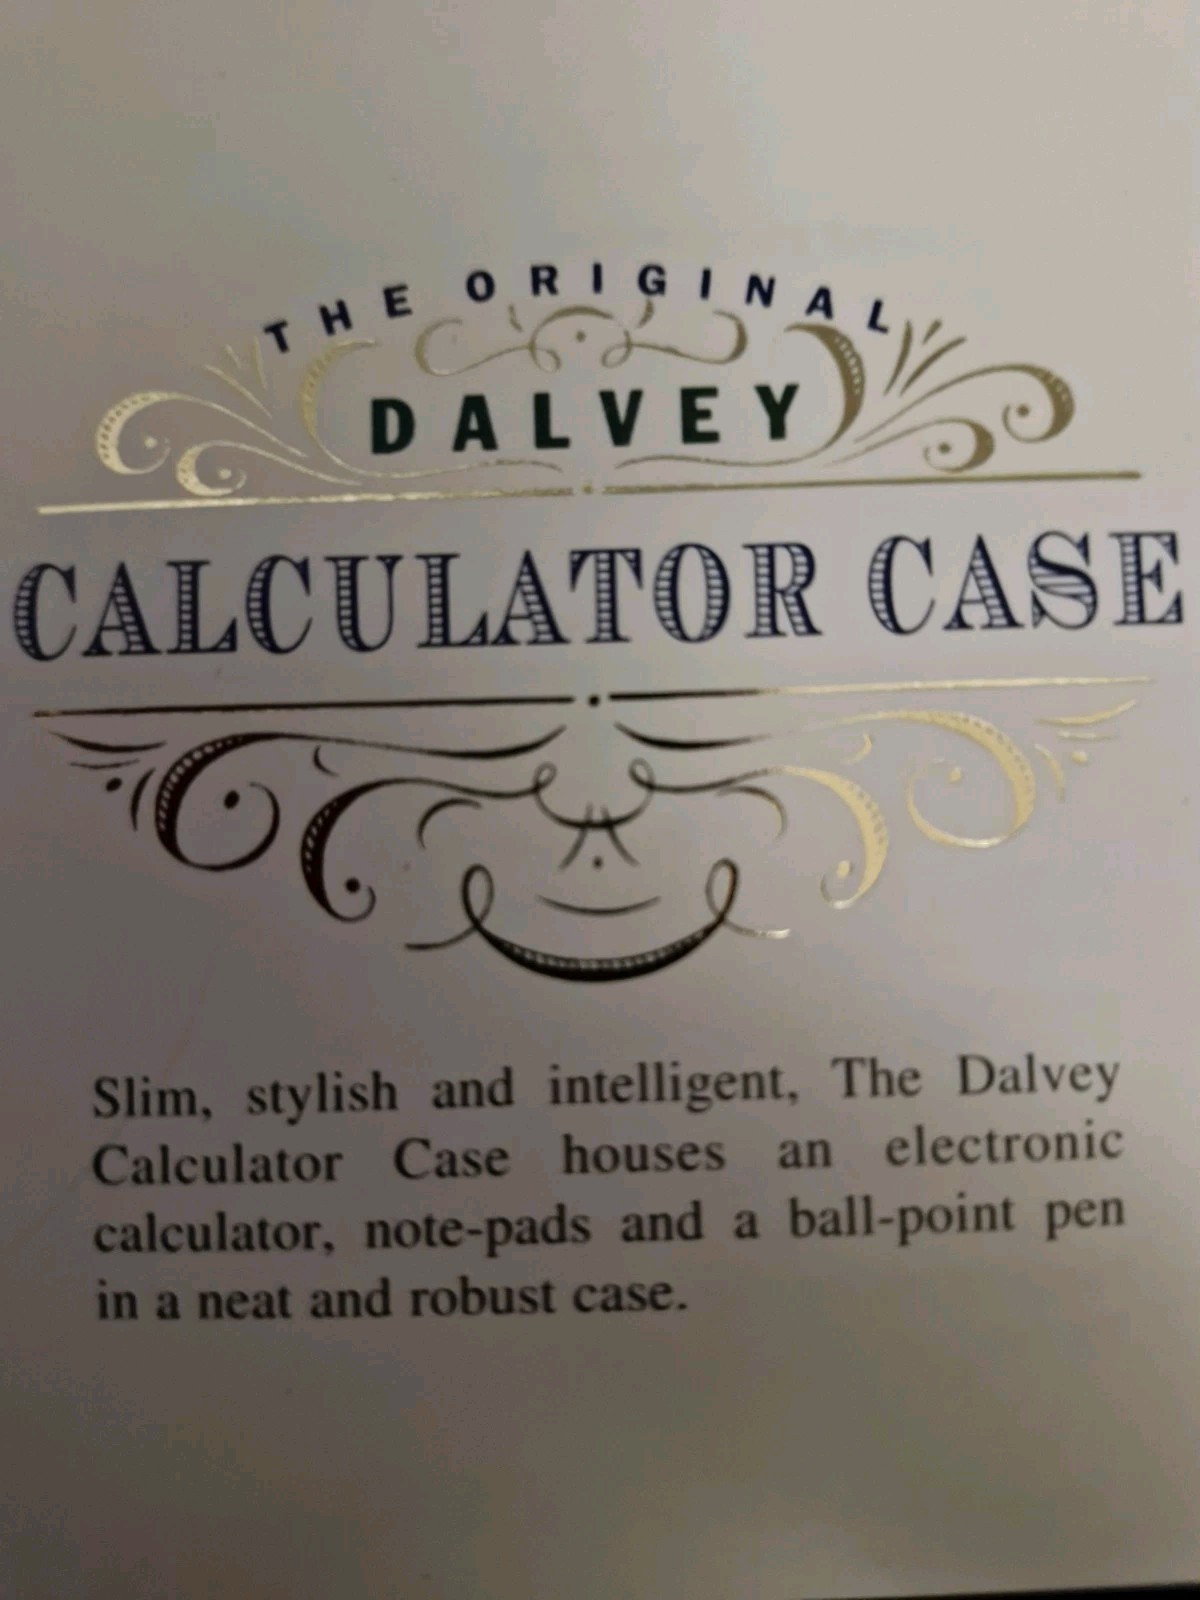 THE ORIGINAL
DALVEY
CALCULATOR CASE
Slim, stylish and intelligent, The Dalvey
Calculator Case houses an electronic
calculator, note-pads and a ball-point pen
in a neat and robust case.